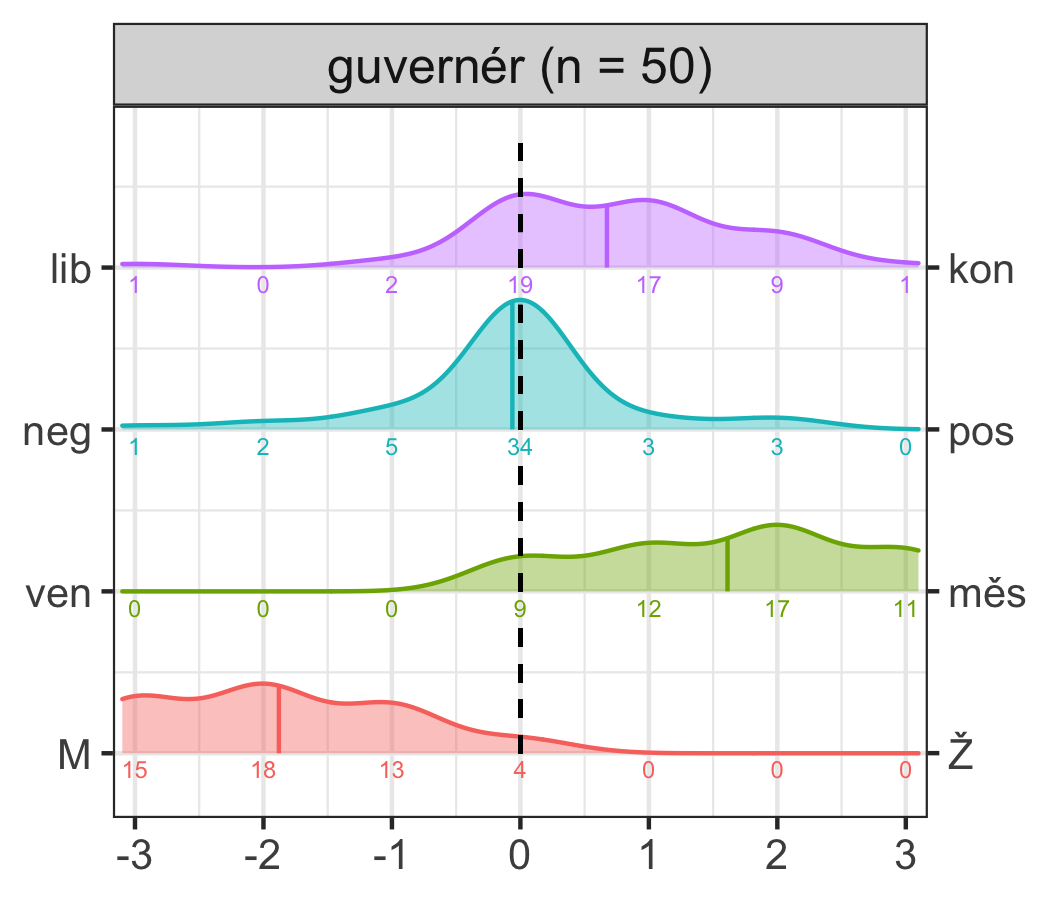 guvernér (n = 50)
lib kon
1 0 2 19 17 9 1
neg pos
1 2 5 34 3 3 0
ven měs
0 0 0 9 12 17 11
M Ž
15 18 13 4 0 0 0
-3 -2 -1 0 1 2 3